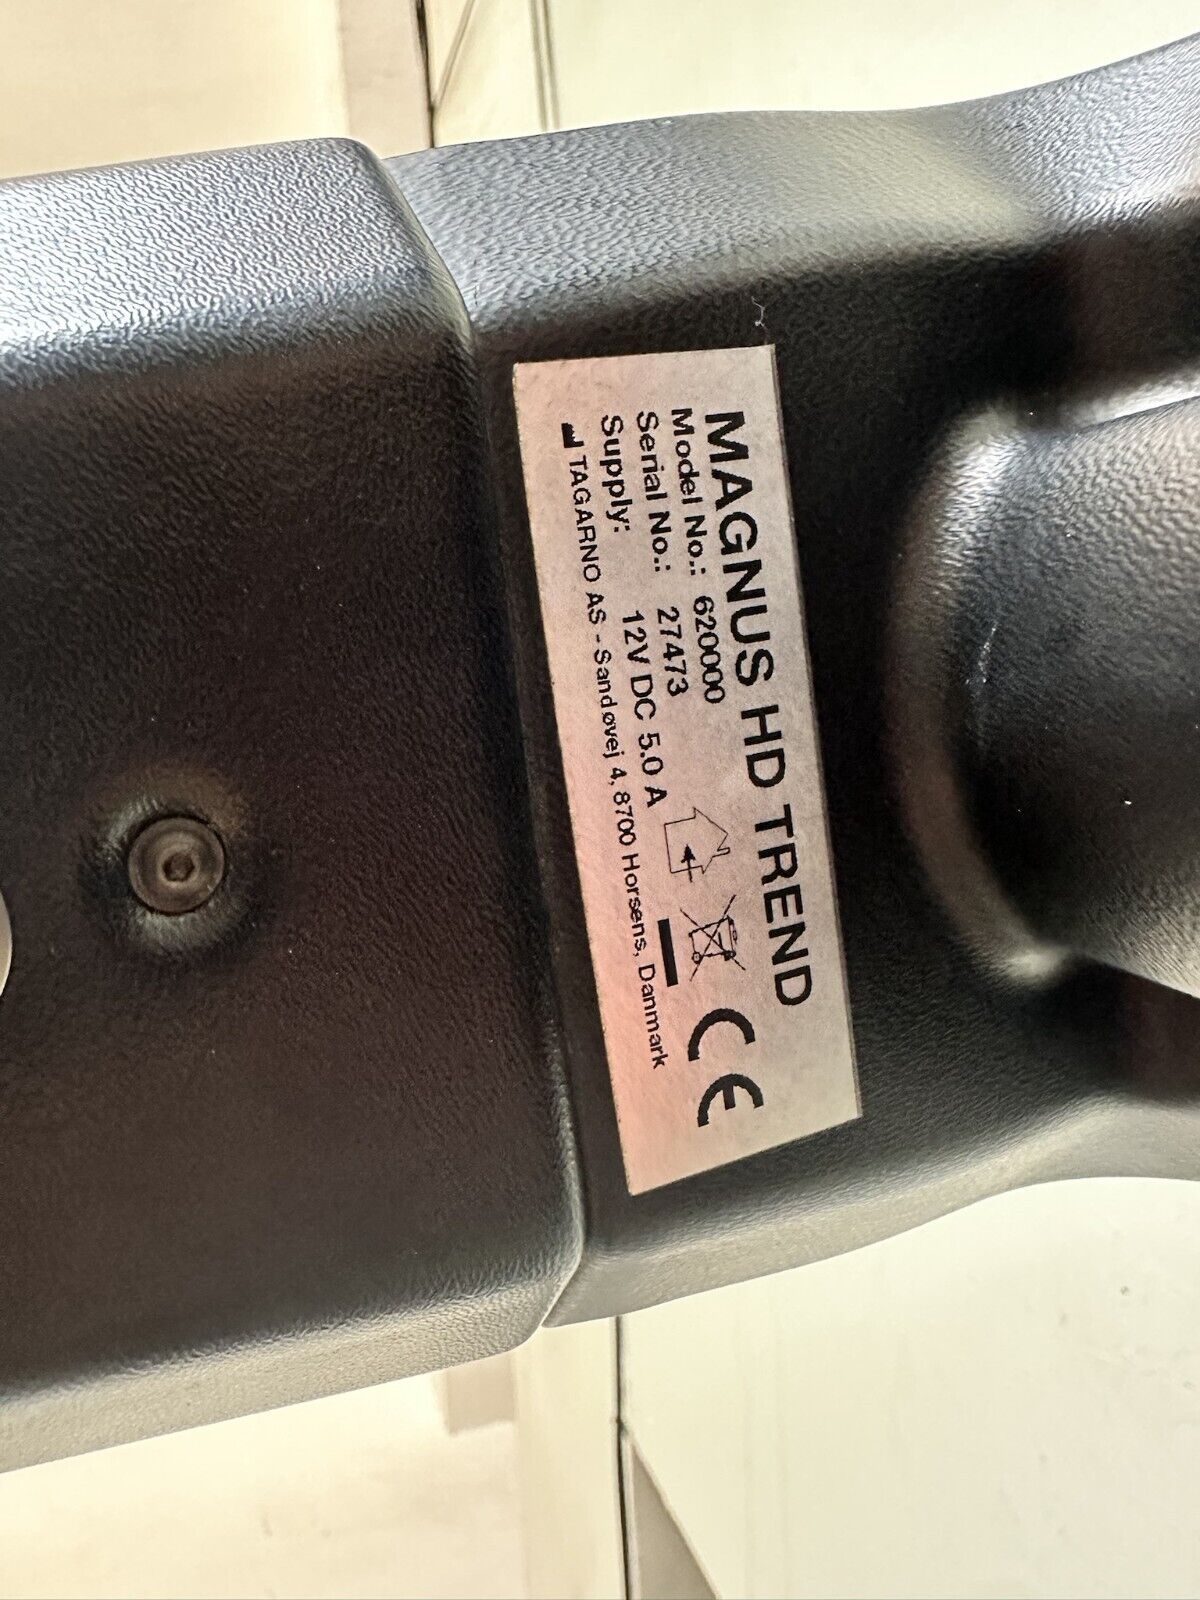 MAGNUS HD TREND
Model No.: 620000
Serial No.: 27473
Supply: 12V DC 5.0 A
TAGARNO AS - Sandøvej 4, 8700 Horsens, Danmark
CE